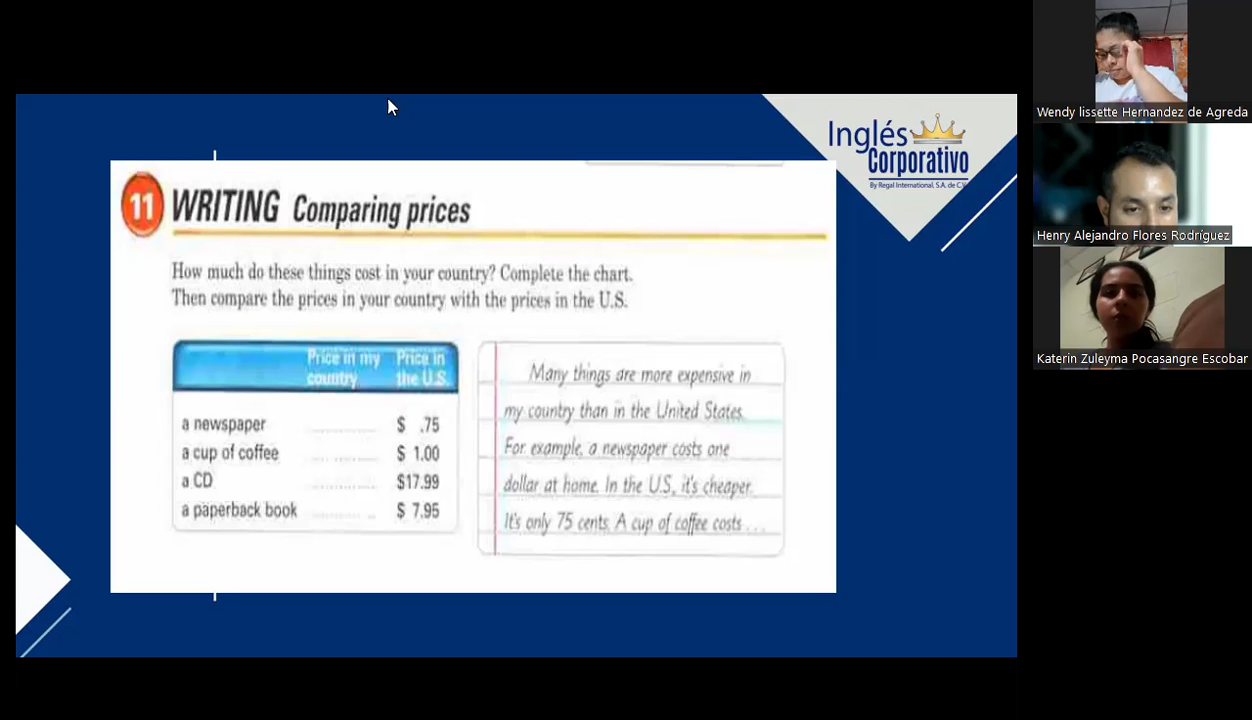 Inglés
Corporativo
By Regal International, S.A. de C.V.
11 WRITING Comparing prices
How much do these things cost in your country? Complete the chart.
Then compare the prices in your country with the prices in the U.S.
Price in my country
Price in the U.S.
a newspaper $ .75
a cup of coffee $ 1.00
a CD $17.99
a paperback book $ 7.95
Many things are more expensive in
my country than in the United States.
For example, a newspaper costs one
dollar at home. In the U.S., it's cheaper.
It's only 75 cents. A cup of coffee costs . . .
Wendy lissette Hernandez de Agreda
Henry Alejandro Flores Rodríguez
Katerin Zuleyma Pocasangre Escobar